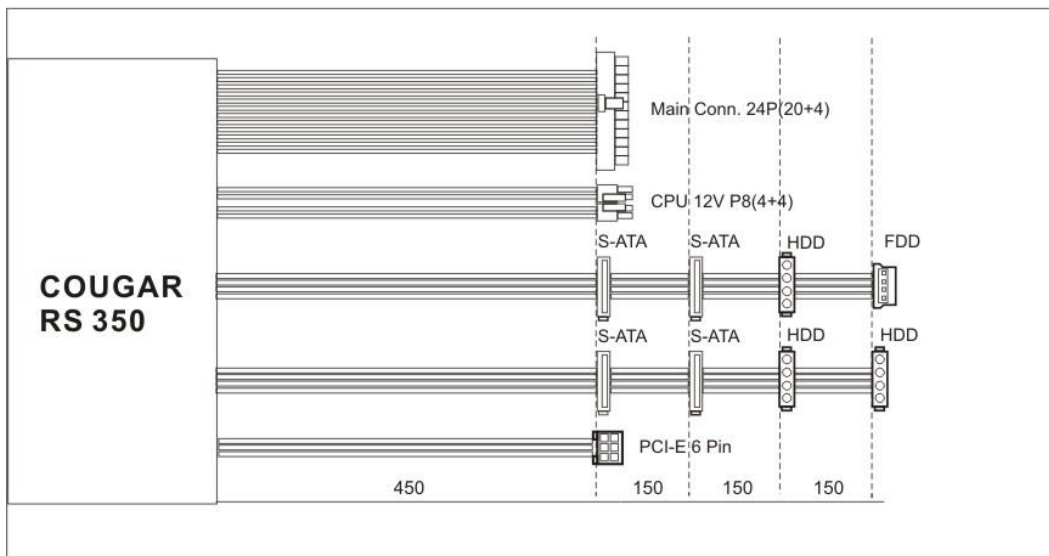 Main Conn. 24P(20+4)
CPU 12V P8(4+4)
S-ATA S-ATA HDD FDD
COUGAR
RS 350
S-ATA S-ATA HDD HDD
PCI-E 6 Pin
450 150 150 150